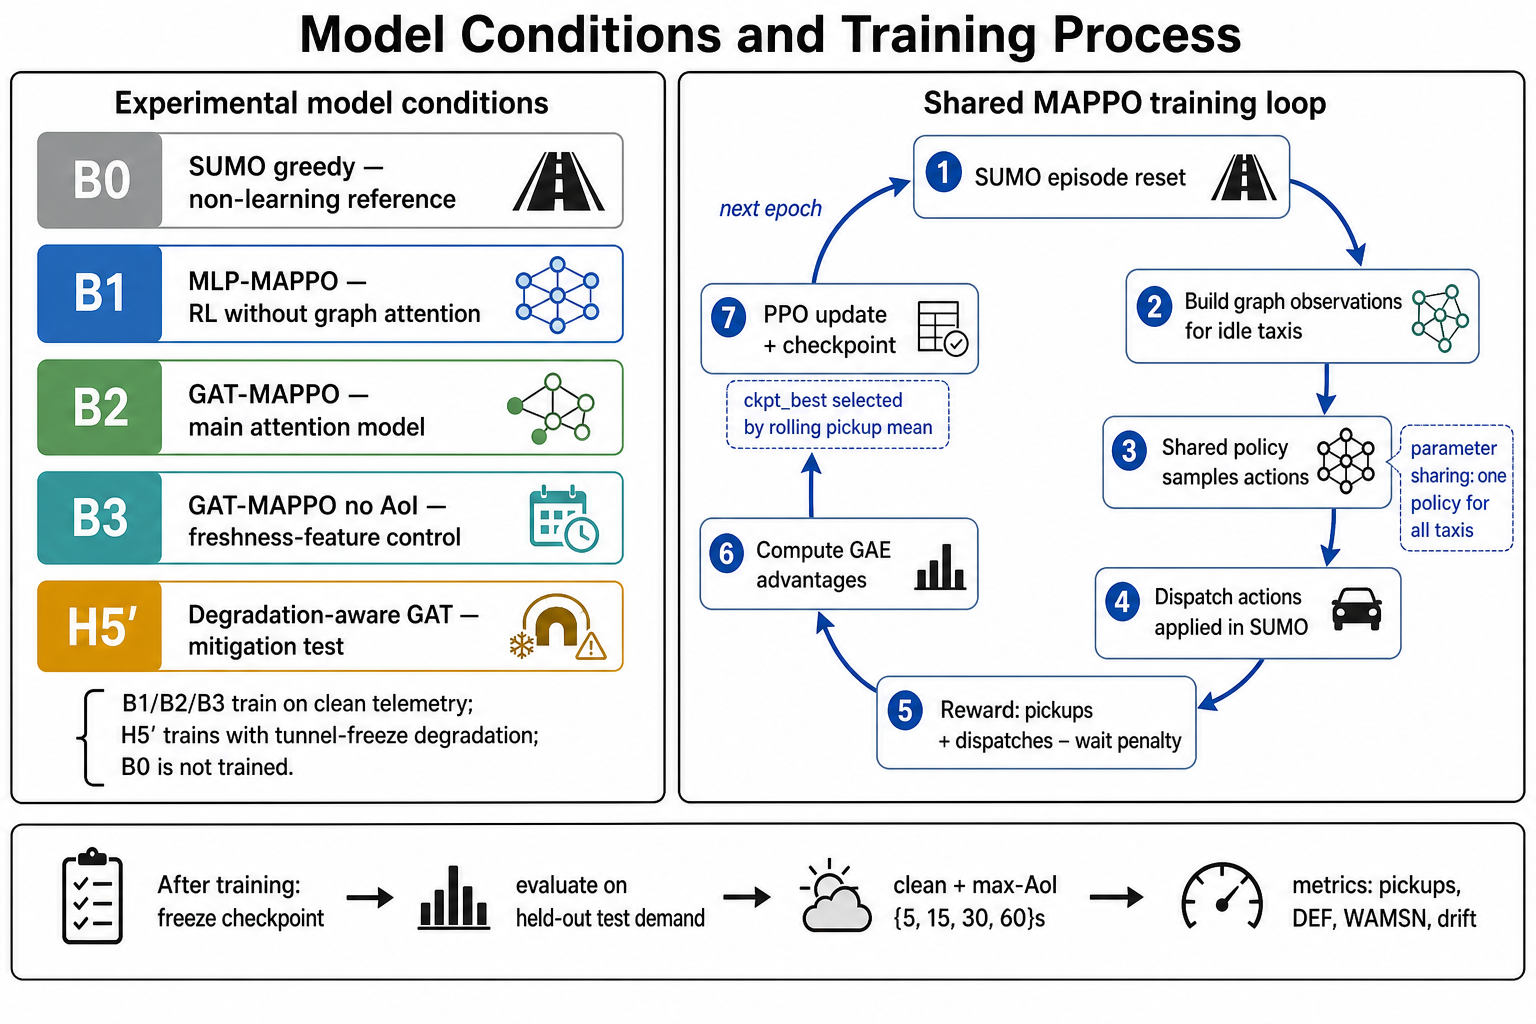 Model Conditions and Training Process
Experimental model conditions
B0
SUMO greedy —
non-learning reference
B1
MLP-MAPPO —
RL without graph attention
B2
GAT-MAPPO —
main attention model
B3
GAT-MAPPO no AoI —
freshness-feature control
H5′
Degradation-aware GAT —
mitigation test
B1/B2/B3 train on clean telemetry;
H5′ trains with tunnel-freeze degradation;
B0 is not trained.
Shared MAPPO training loop
1
SUMO episode reset
2
Build graph observations
for idle taxis
3
Shared policy
samples actions
parameter
sharing: one
policy for
all taxis
4
Dispatch actions
applied in SUMO
5
Reward: pickups
+ dispatches – wait penalty
6
Compute GAE
advantages
ckpt_best selected
by rolling pickup mean
7
PPO update
+ checkpoint
next epoch
After training:
freeze checkpoint
evaluate on
held-out test demand
clean + max-AoI
{5, 15, 30, 60}s
metrics: pickups,
DEF, WAMSN, drift